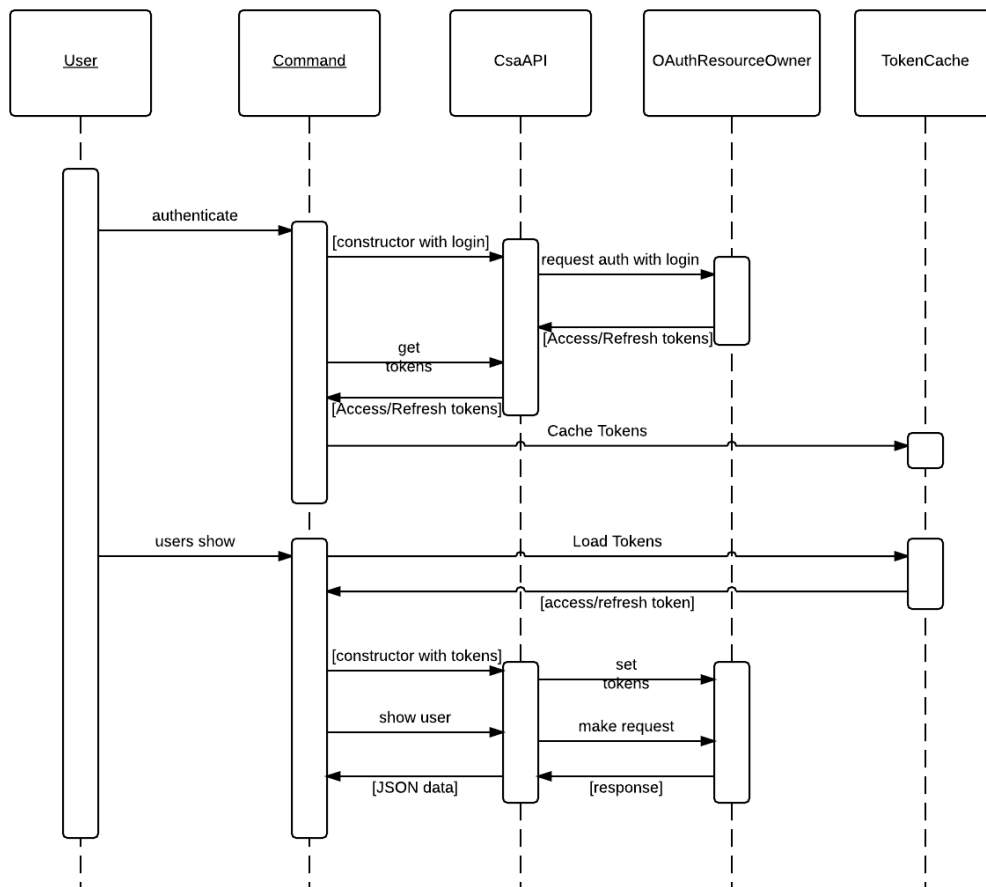 User
Command
CsaAPI
OAuthResourceOwner
TokenCache
authenticate
[constructor with login]
request auth with login
[Access/Refresh tokens]
get
tokens
[Access/Refresh tokens]
Cache Tokens
users show
Load Tokens
[access/refresh token]
[constructor with tokens]
set
tokens
show user
make request
[JSON data]
[response]